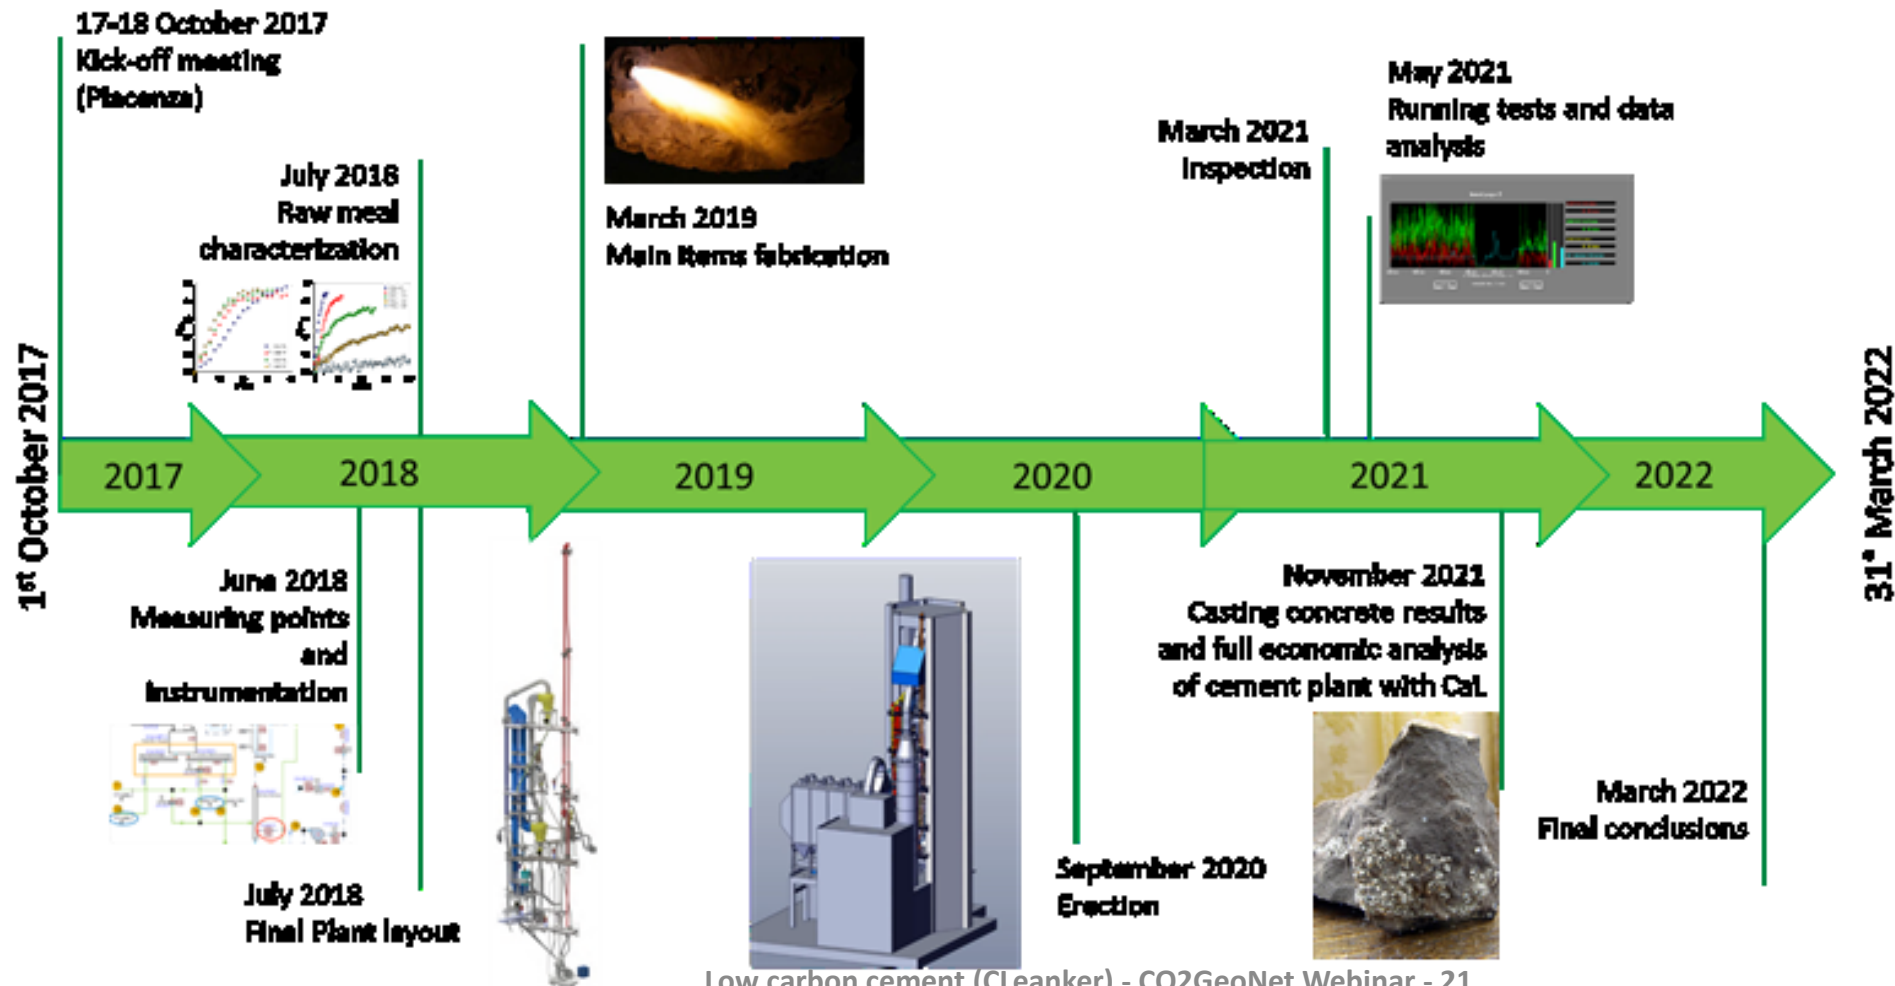 17-18 October 2017
Kick-off meeting
(Piacenza)
July 2018
Raw meal
characterization
March 2019
Main items fabrication
March 2021
Inspection
May 2021
Running tests and data
analysis
1st October 2017
2017
2018
2019
2020
2021
2022
31° March 2022
June 2018
Measuring points
and
instrumentation
July 2018
Final Plant layout
September 2020
Erection
November 2021
Casting concrete results
and full economic analysis
of cement plant with CaL
March 2022
Final conclusions
Low carbon cement (CLeanker) - CO2GeoNet Webinar - 21